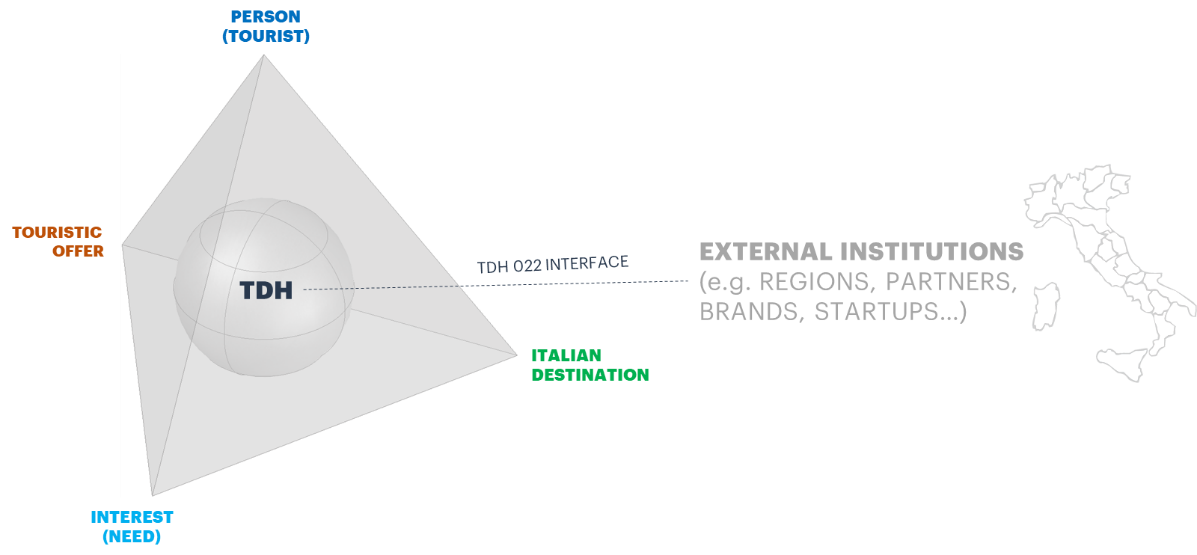 PERSON
(TOURIST)
TOURISTIC
OFFER
TDH
TDH 022 INTERFACE
EXTERNAL INSTITUTIONS
(e.g. REGIONS, PARTNERS,
BRANDS, STARTUPS...)
ITALIAN
DESTINATION
INTEREST
(NEED)